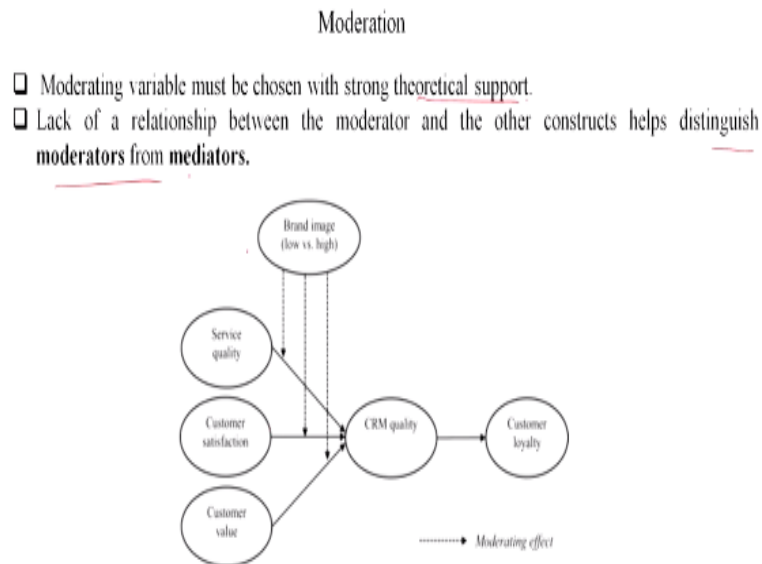 Moderation
❑ Moderating variable must be chosen with strong theoretical support.
❑ Lack of a relationship between the moderator and the other constructs helps distinguish
moderators from mediators.
Brand image
(low vs. high)
Service
quality
Customer
satisfaction
CRM quality
Customer
loyalty
Customer
value
Moderating effect